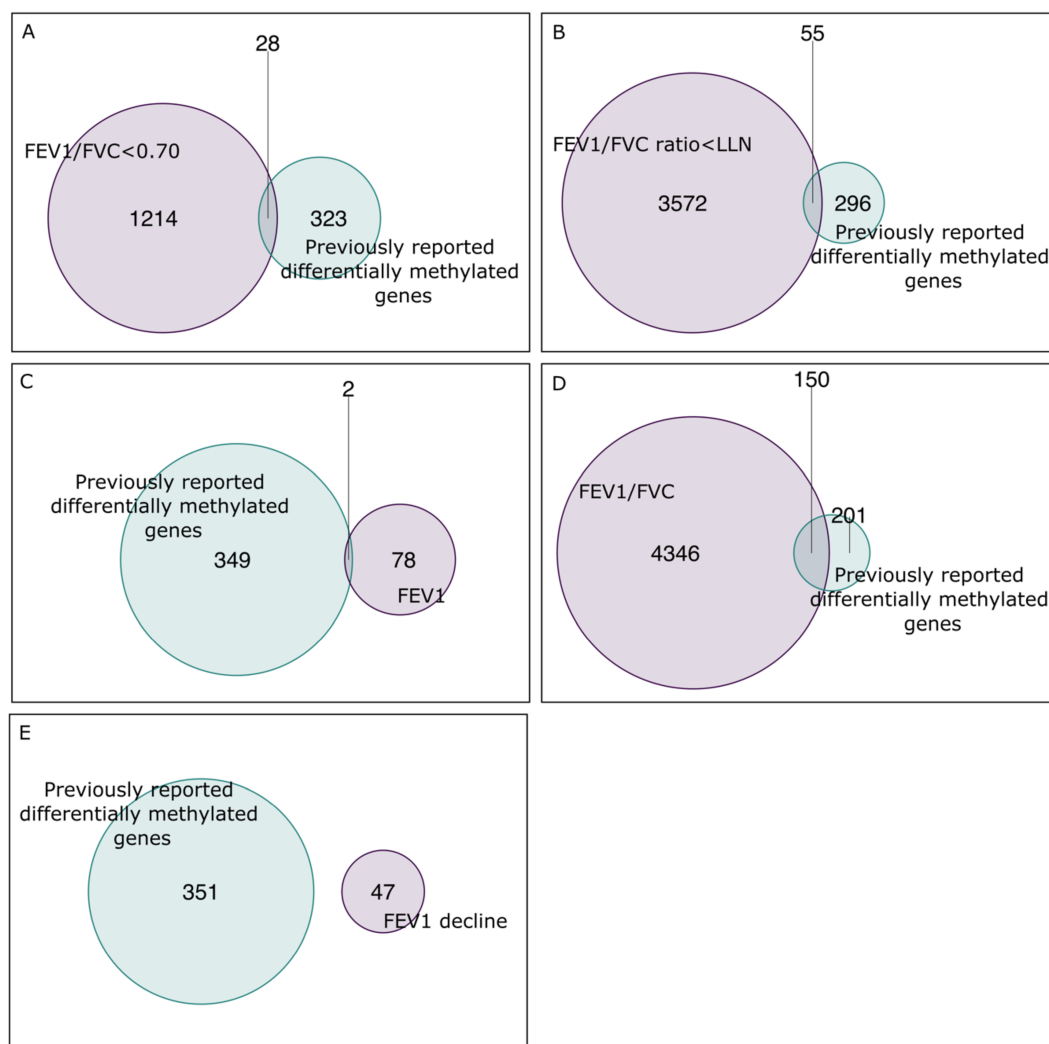 A
28
FEV1/FVC<0.70
1214
323
Previously reported
differentially methylated
genes
B
55
FEV1/FVC ratio<LLN
3572
296
Previously reported
differentially methylated
genes
C
2
Previously reported
differentially methylated
genes
349
78
FEV1
D
150
FEV1/FVC
201
4346
Previously reported
differentially methylated
genes
E
Previously reported
differentially methylated
genes
351
47
FEV1 decline